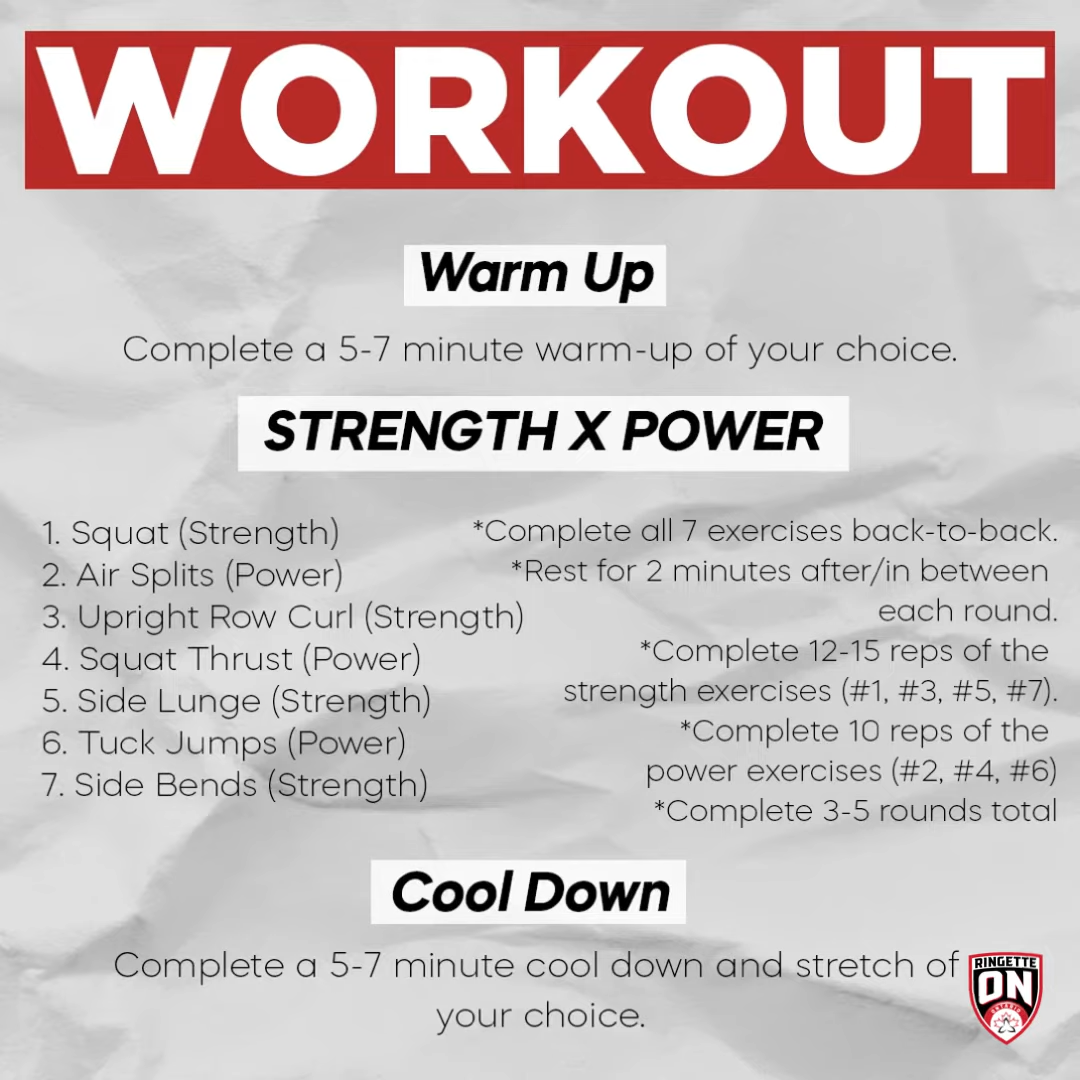 WORKOUT
Warm Up
Complete a 5-7 minute warm-up of your choice.
STRENGTH X POWER
1. Squat (Strength)
2. Air Splits (Power)
3. Upright Row Curl (Strength)
4. Squat Thrust (Power)
5. Side Lunge (Strength)
6. Tuck Jumps (Power)
7. Side Bends (Strength)
*Complete all 7 exercises back-to-back.
*Rest for 2 minutes after/in between
each round.
*Complete 12-15 reps of the
strength exercises (#1, #3, #5, #7).
*Complete 10 reps of the
power exercises (#2, #4, #6)
*Complete 3-5 rounds total
Cool Down
Complete a 5-7 minute cool down and stretch of
your choice.
RINGETTE
ON
ONTARIO